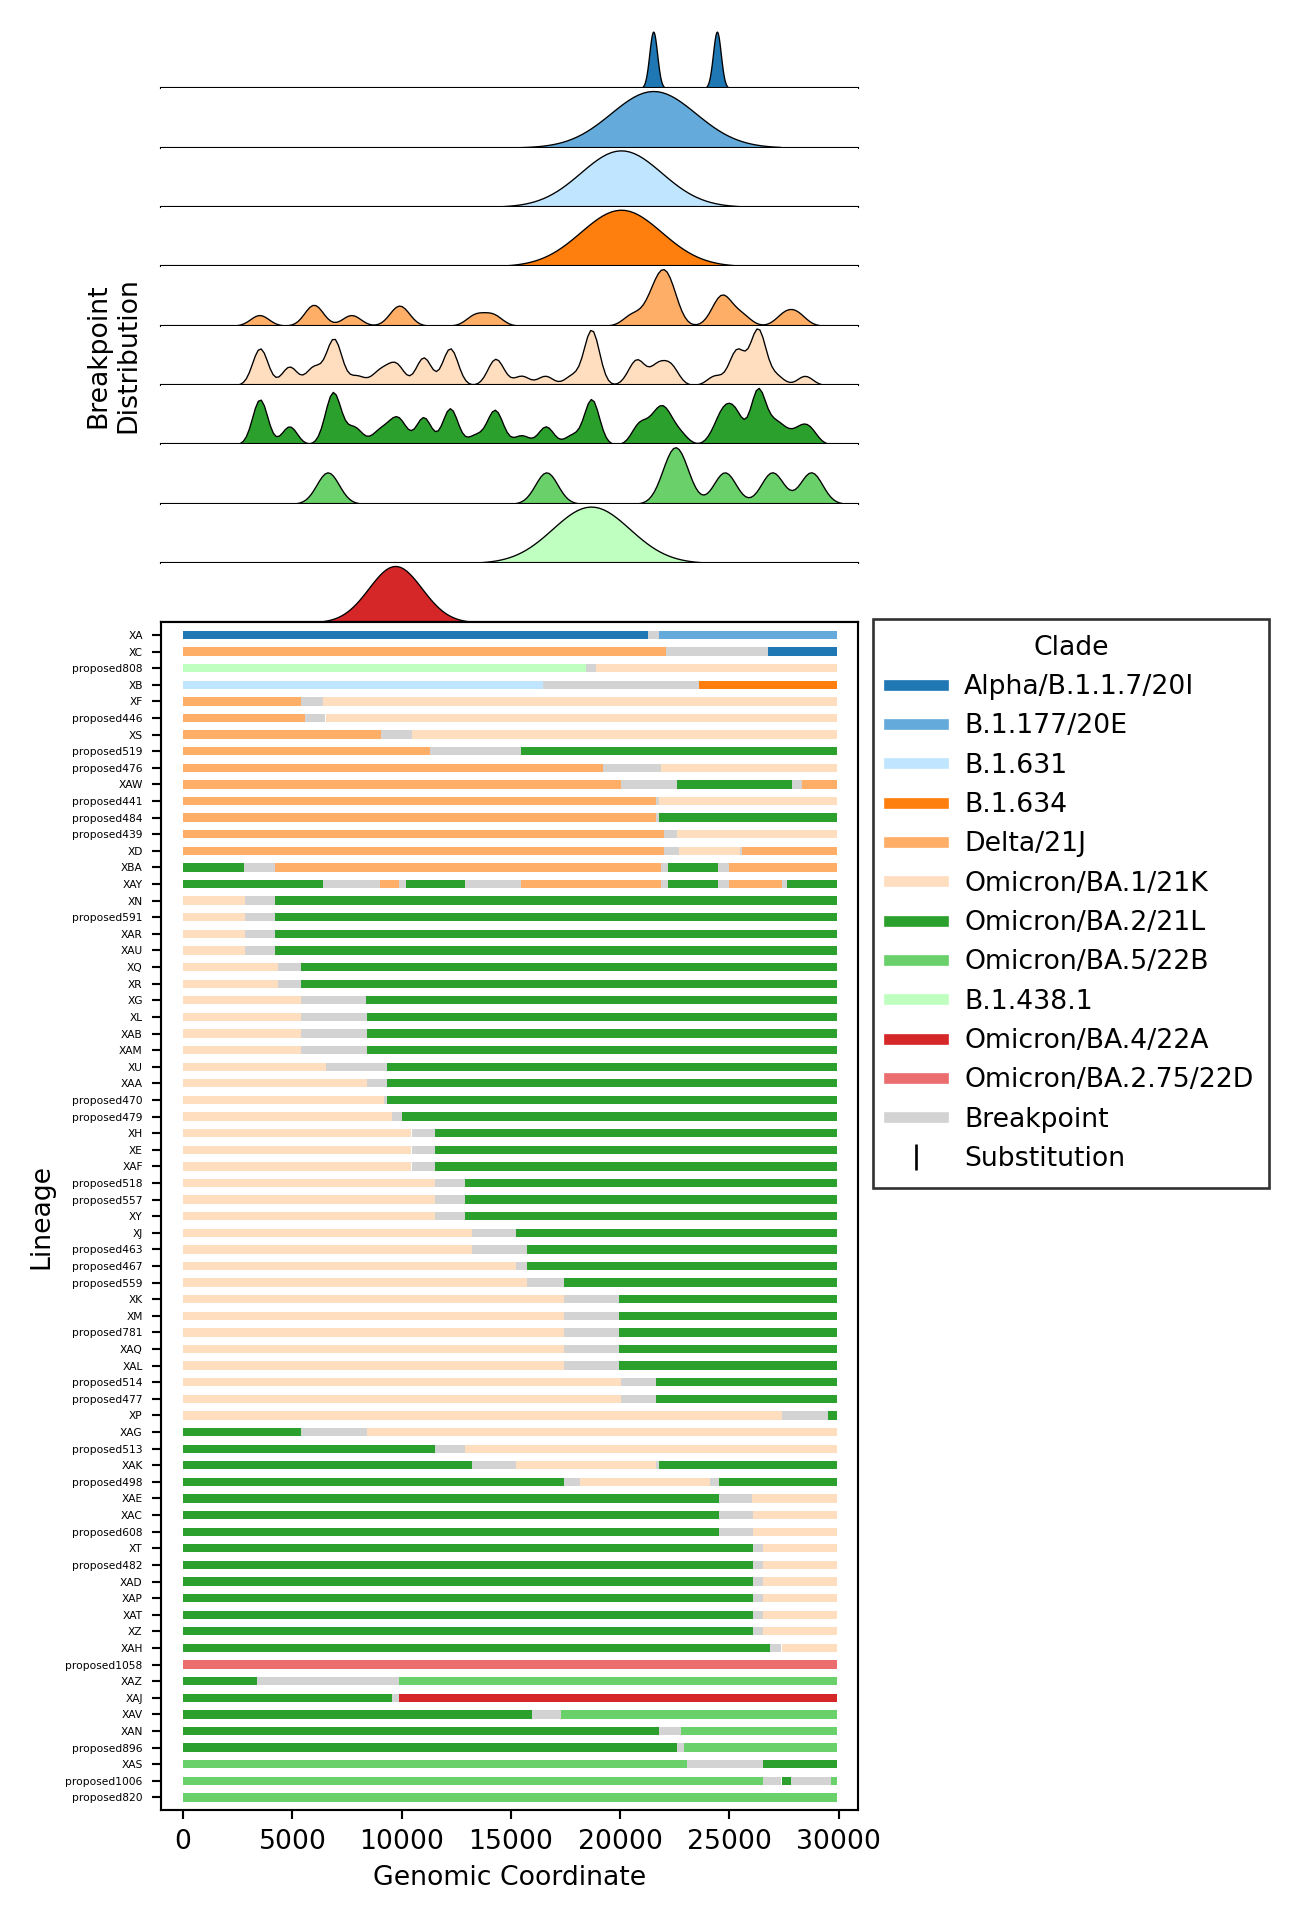 Breakpoint
Distribution
XA
XC
proposed808
XB
XF
proposed446
XS
proposed519
proposed476
XAW
proposed441
proposed484
proposed439
XD
XBA
XAY
XN
proposed591
XAR
XAU
XQ
XR
XG
XL
XAB
XAM
XU
XAA
proposed470
proposed479
XH
XE
XAF
proposed518
proposed557
XY
XJ
proposed463
proposed467
proposed559
XK
XM
proposed781
XAQ
XAL
proposed514
proposed477
XP
XAG
proposed513
XAK
proposed498
XAE
XAC
proposed608
XT
proposed482
XAD
XAP
XAT
XZ
XAH
proposed1058
XAZ
XAJ
XAV
XAN
proposed896
XAS
proposed1006
proposed820
Lineage
0 5000 10000 15000 20000 25000 30000
Genomic Coordinate
Clade
Alpha/B.1.1.7/20I
B.1.177/20E
B.1.631
B.1.634
Delta/21J
Omicron/BA.1/21K
Omicron/BA.2/21L
Omicron/BA.5/22B
B.1.438.1
Omicron/BA.4/22A
Omicron/BA.2.75/22D
Breakpoint
Substitution